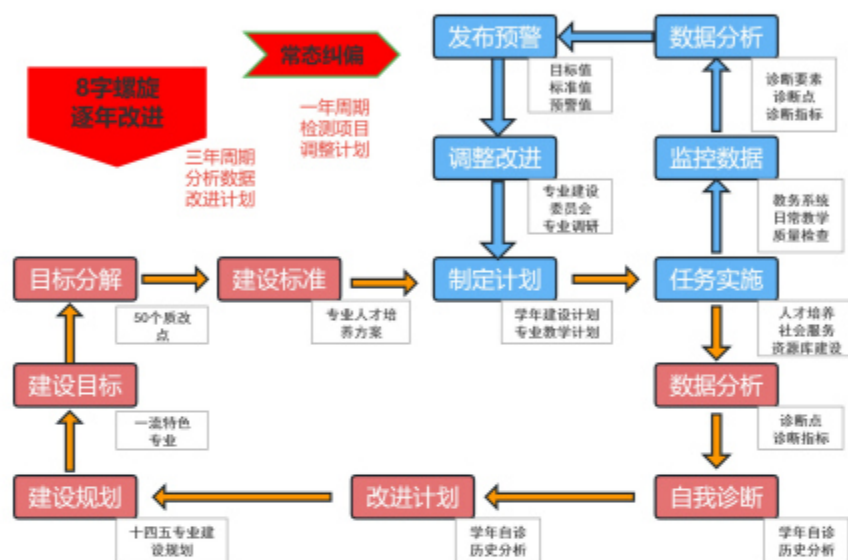 8字螺旋
逐年改进
三年周期
分析数据
改进计划
常态纠偏
一年周期
检测项目
调整计划
发布预警
目标值
标准值
预警值
数据分析
诊断要素
诊断点
诊断指标
调整改进
专业建设
委员会
专业调研
监控数据
教务系统
日常教学
质量检查
目标分解
50个质改
点
建设标准
专业人才培
养方案
制定计划
学年建设计划
专业教学计划
任务实施
人才培养
社会服务
资源库建设
建设目标
一流特色
专业
数据分析
诊断点
诊断指标
建设规划
十四五专业建
设规划
改进计划
学年自诊
历史分析
自我诊断
学年自诊
历史分析